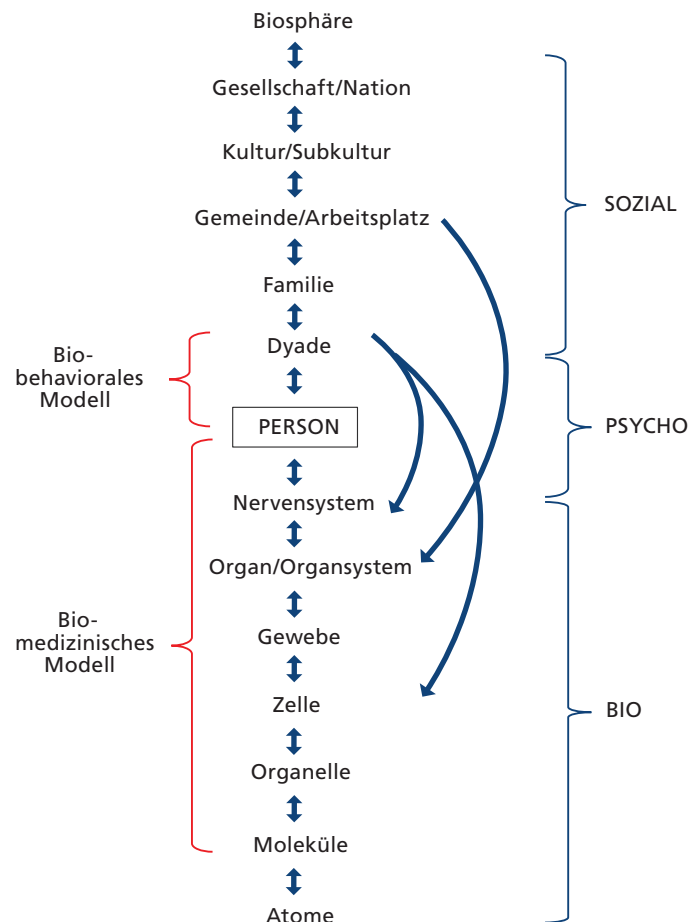 Biosphäre
Gesellschaft/Nation
Kultur/Subkultur
Gemeinde/Arbeitsplatz
Familie
Dyade
PERSON
Nervensystem
Organ/Organsystem
Gewebe
Zelle
Organelle
Moleküle
Atome
Bio-
behaviorales
Modell
Bio-
medizinisches
Modell
SOZIAL
PSYCHO
BIO